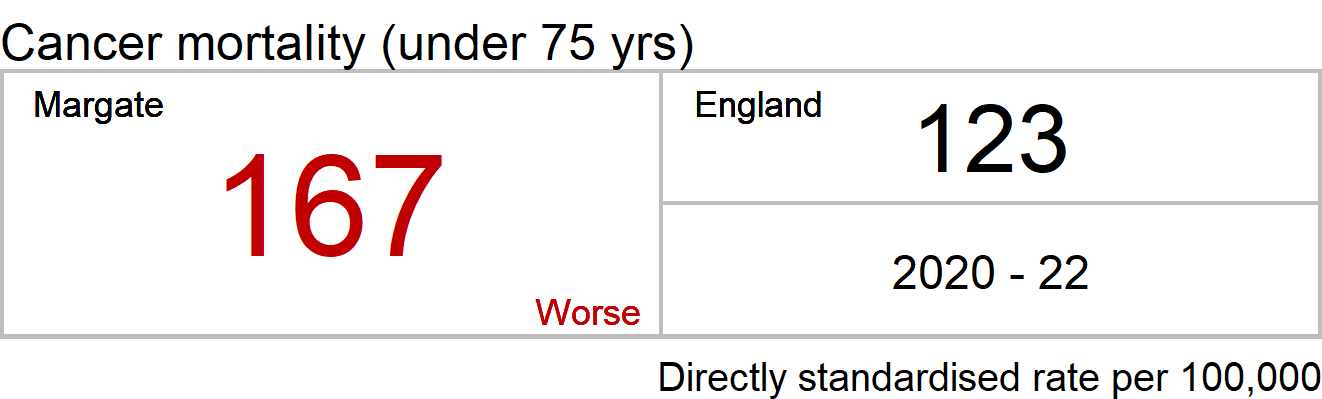 Cancer mortality (under 75 yrs)
Margate
167
Worse
England
123
2020 - 22
Directly standardised rate per 100,000